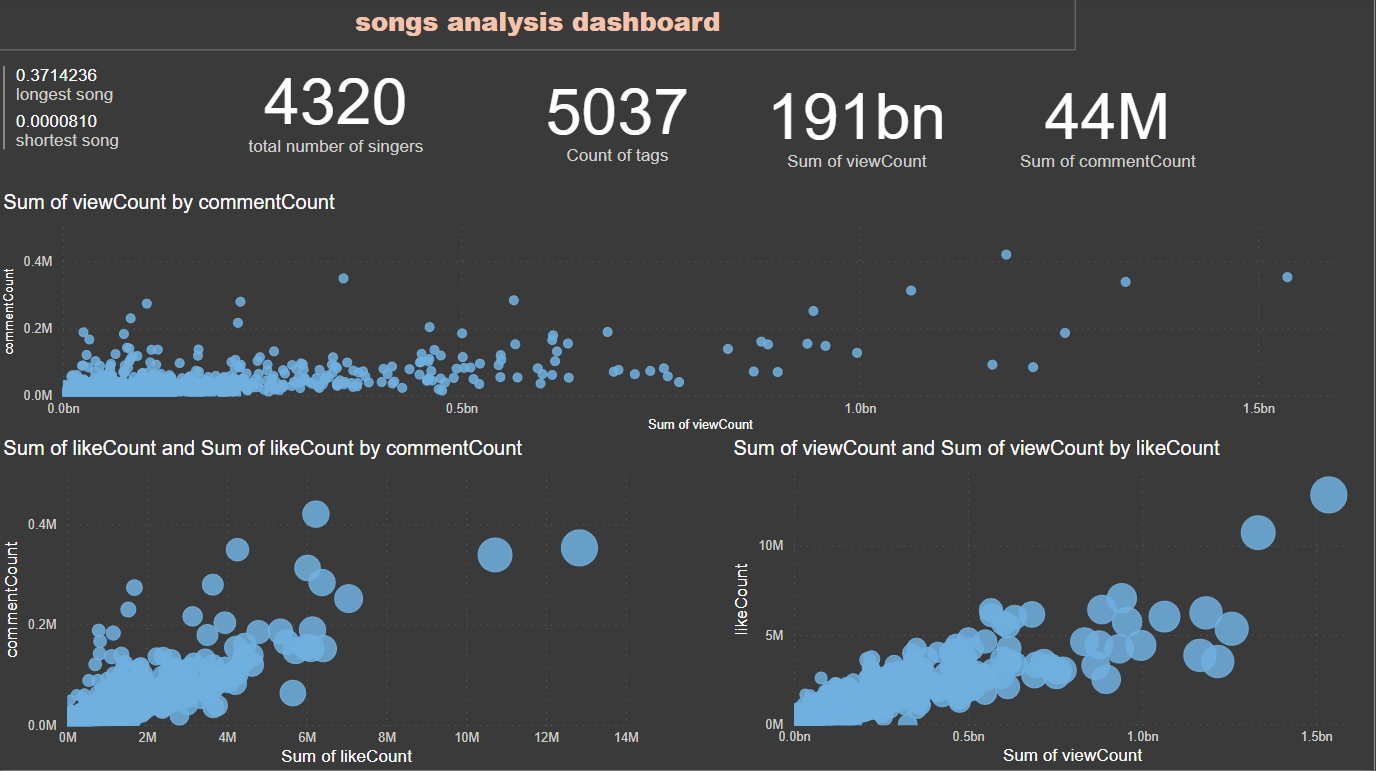 songs analysis dashboard
0.3714236
longest song
0.0000810
shortest song
4320
total number of singers
5037
Count of tags
191bn
Sum of viewCount
44M
Sum of commentCount
Sum of viewCount by commentCount
commentCount
0.4M
0.2M
0.0M
0.0bn 0.5bn 1.0bn 1.5bn
Sum of viewCount
Sum of likeCount and Sum of likeCount by commentCount
commentCount
0.4M
0.2M
0.0M
0M 2M 4M 6M 8M 10M 12M 14M
Sum of likeCount
Sum of viewCount and Sum of viewCount by likeCount
likeCount
10M
5M
0M
0.0bn 0.5bn 1.0bn 1.5bn
Sum of viewCount